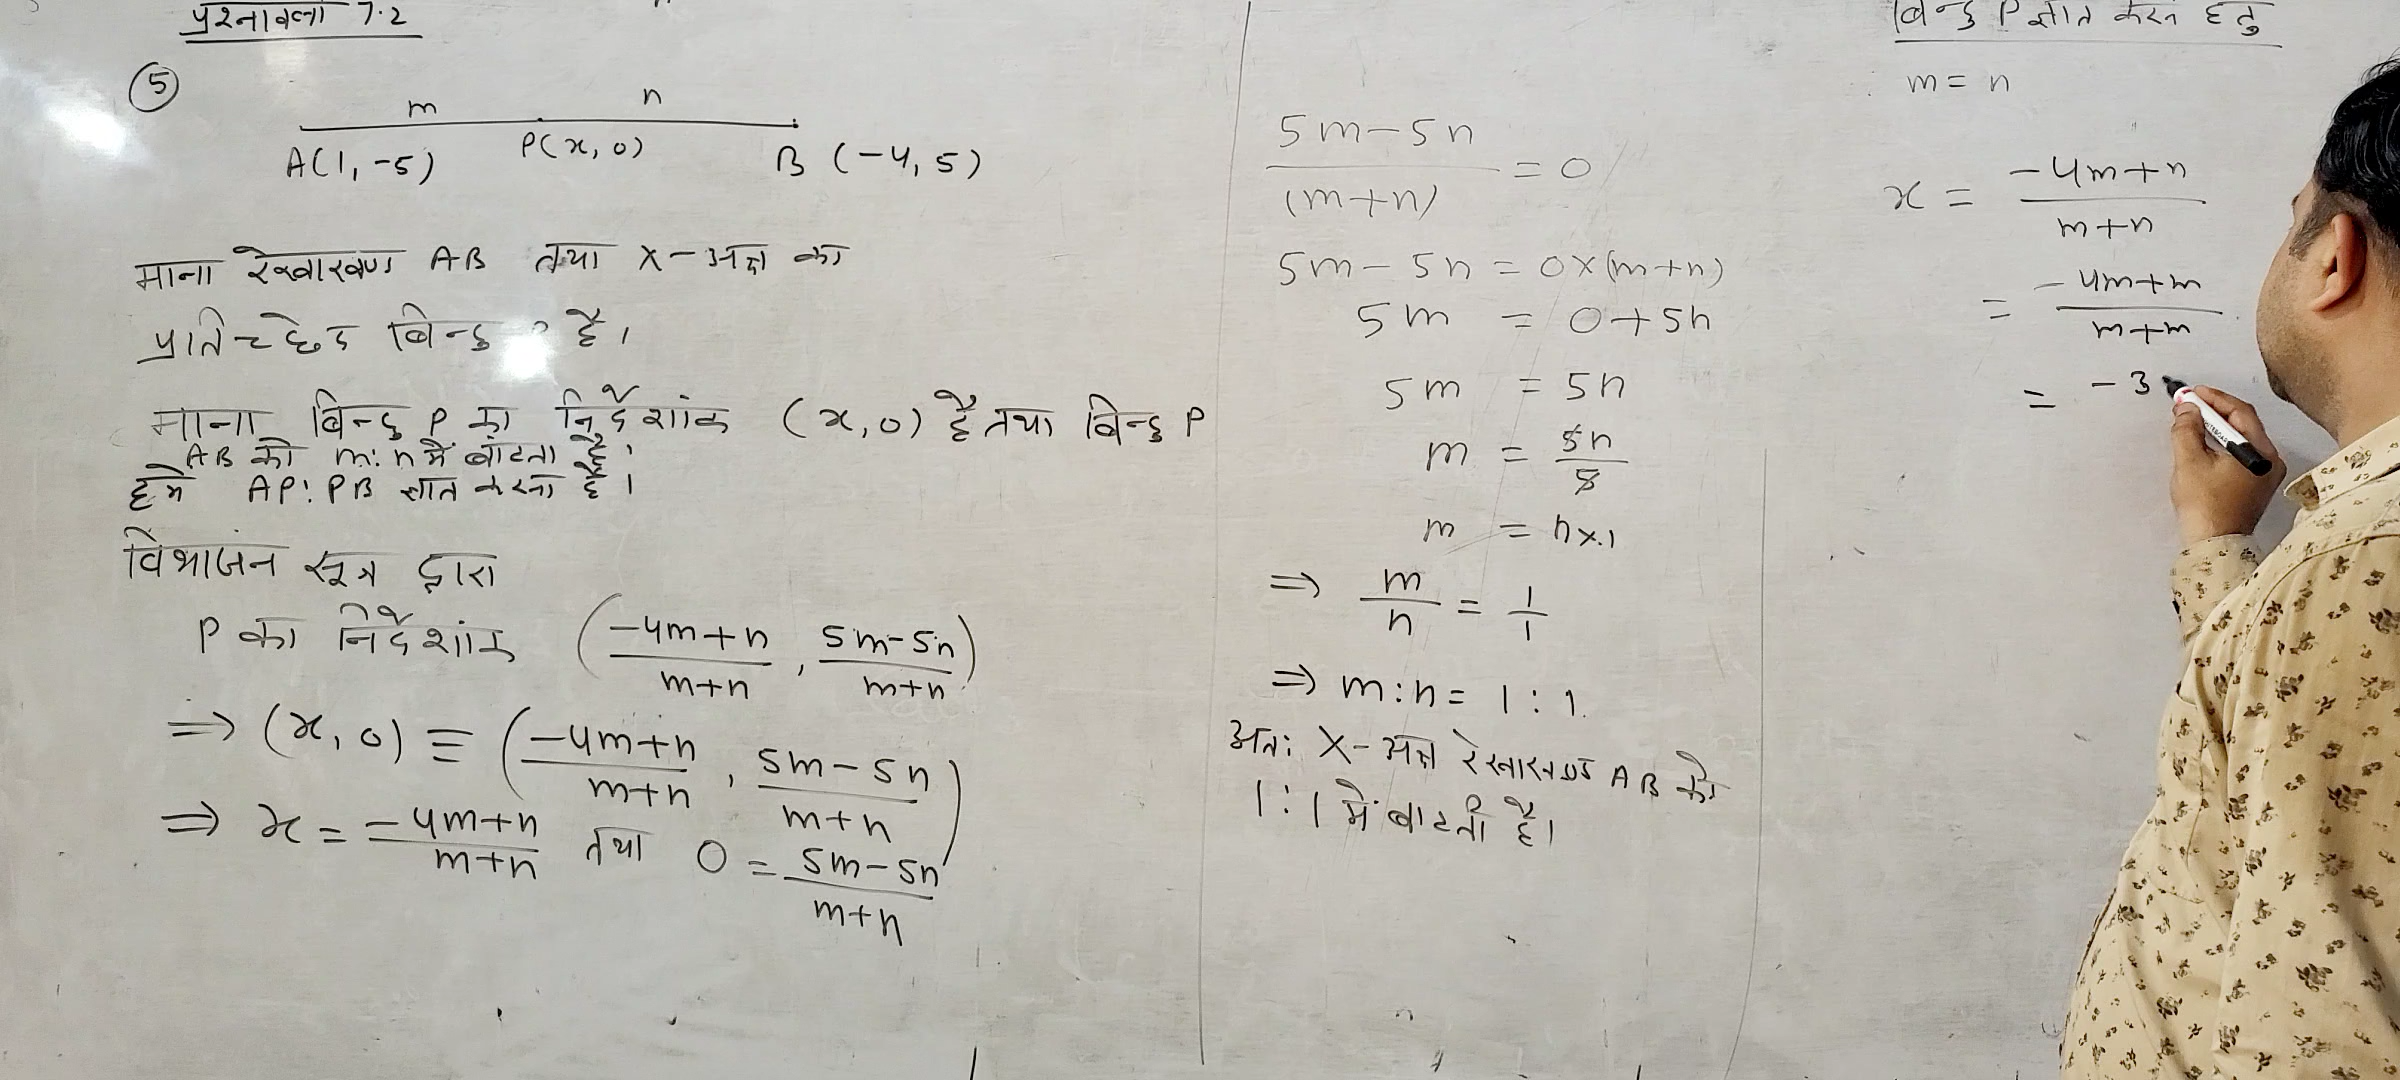 प्रश्नावली 7.2
5
m n
A(1, -5) P(x, 0) B (-4, 5)
माना रेखाखण्ड AB तथा X-अक्ष का
प्रतिच्छेद बिन्दु है।
माना बिन्दु P का निर्देशांक (x, 0) है तथा बिन्दु P
AB को m:n में बांटता है।
हमें AP:PB ज्ञात करना है।
विभाजन सूत्र द्वारा
P का निर्देशांक ( (-4m+n)/(m+n) , (5m-5n)/(m+n) )
⇒ (x, 0) ≡ ( (-4m+n)/(m+n) , (5m-5n)/(m+n) )
⇒ x = (-4m+n)/(m+n) तथा 0 = (5m-5n)/(m+n)
(5m-5n)/(m+n) = 0
5m - 5n = 0×(m+n)
5m = 0+5n
5m = 5n
m = 5n/5
m = n×1
⇒ m/n = 1/1
⇒ m:n = 1:1
अतः X-अक्ष रेखाखण्ड AB को
1:1 में बाटती है।
बिन्दु P ज्ञात करने हेतु
m = n
x = (-4m+n)/(m+n)
= (-4m+m)/(m+m)
= -3